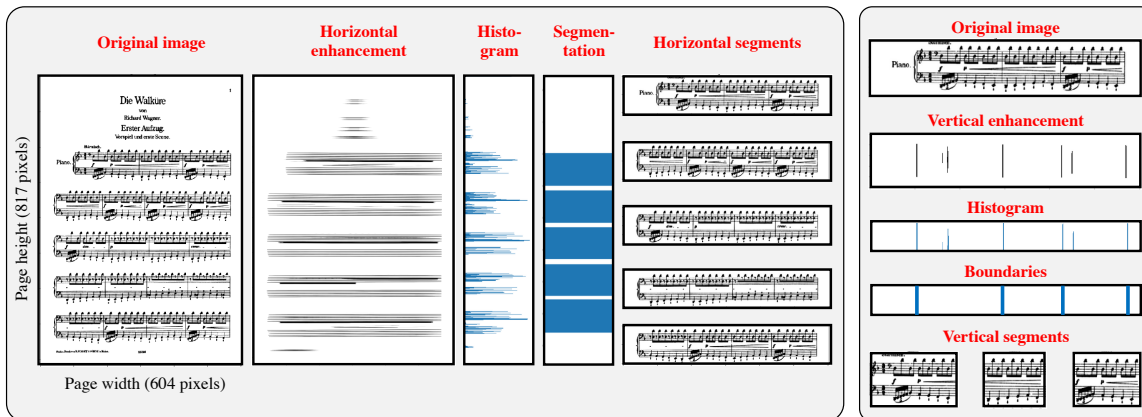 Original image
Horizontal
enhancement
Histo-
gram
Segmen-
tation
Horizontal segments
Page height (817 pixels)
1
Die Walküre
von
Richard Wagner.
Erster Aufzug.
Vorspiel und erste Scene.
Piano.
Page width (604 pixels)
Piano.
Original image
Piano.
Vertical enhancement
Histogram
Boundaries
Vertical segments